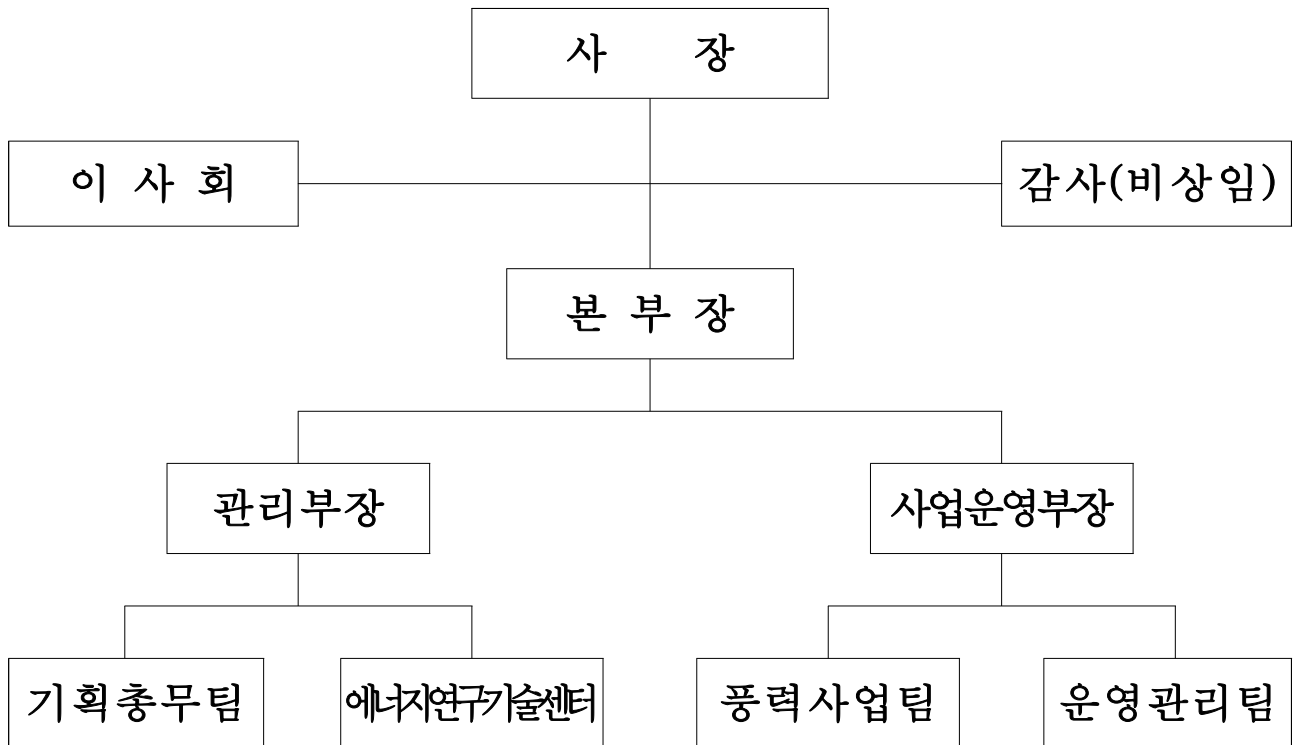 사 장
이 사 회
감사(비상임)
본 부 장
관리부장
사업운영부장
기획총무팀
에너지연구기술센터
풍력사업팀
운영관리팀